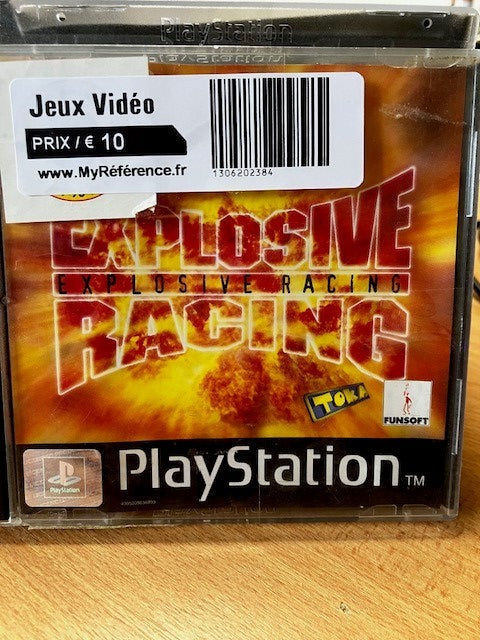 PlayStation
Jeux Vidéo
PRIX / € 10
www.MyRéférence.fr
1306202384
EXPLOSIVE
EXPLOSIVE RACING
RACING
TOKA
FUNSOFT
PlayStation
PlayStation™